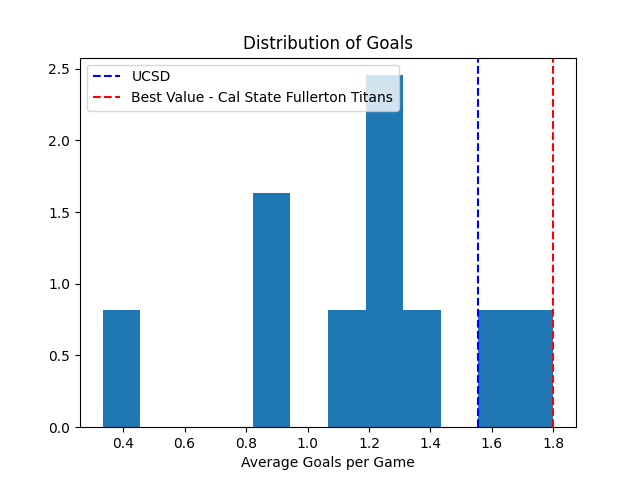 Distribution of Goals
UCSD
Best Value - Cal State Fullerton Titans
2.5
2.0
1.5
1.0
0.5
0.0
0.4 0.6 0.8 1.0 1.2 1.4 1.6 1.8
Average Goals per Game